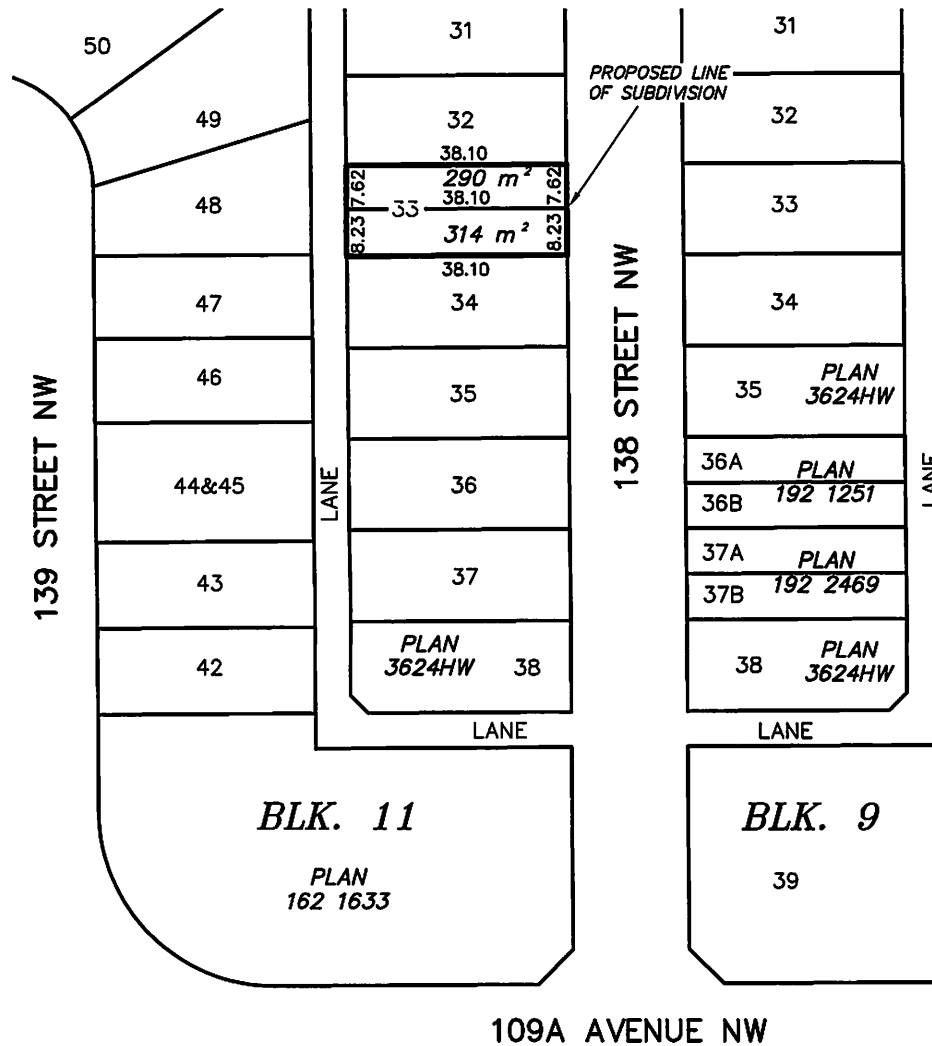 50
31
31
PROPOSED LINE
OF SUBDIVISION
49
32
32
38.10
7.62
290 m²
7.62
38.10
48
33
33
8.23
314 m²
8.23
38.10
47
34
34
138 STREET NW
46
35
35
PLAN
3624HW
139 STREET NW
44&45
LANE
36
36A
PLAN
192 1251
36B
LANE
43
37
37A
PLAN
192 2469
37B
42
PLAN
3624HW
38
38
PLAN
3624HW
LANE
LANE
BLK. 11
BLK. 9
PLAN
162 1633
39
109A AVENUE NW